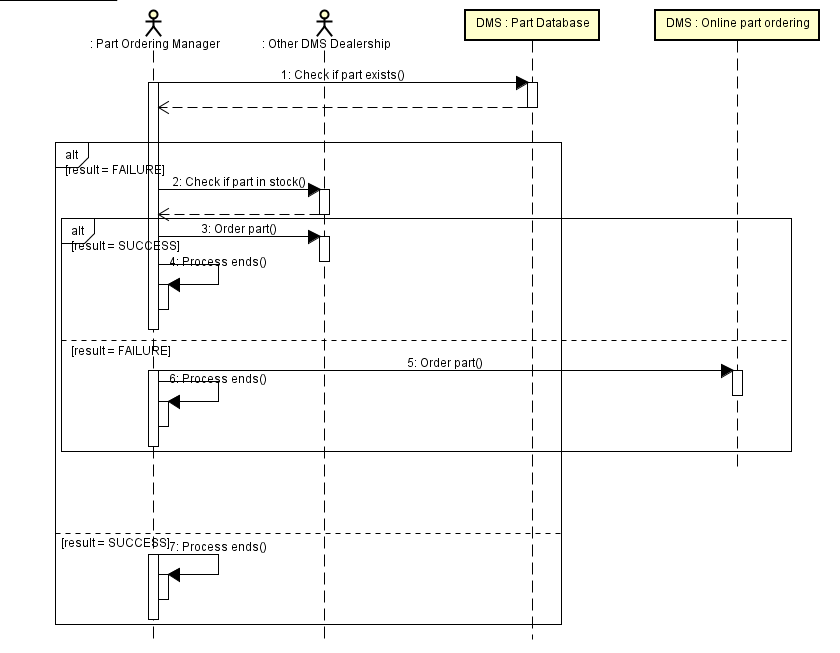 : Part Ordering Manager
: Other DMS Dealership
DMS : Part Database
DMS : Online part ordering
1: Check if part exists()
alt
[result = FAILURE]
2: Check if part in stock()
alt
3: Order part()
[result = SUCCESS]
4: Process ends()
[result = FAILURE]
5: Order part()
6: Process ends()
[result = SUCCESS]
7: Process ends()